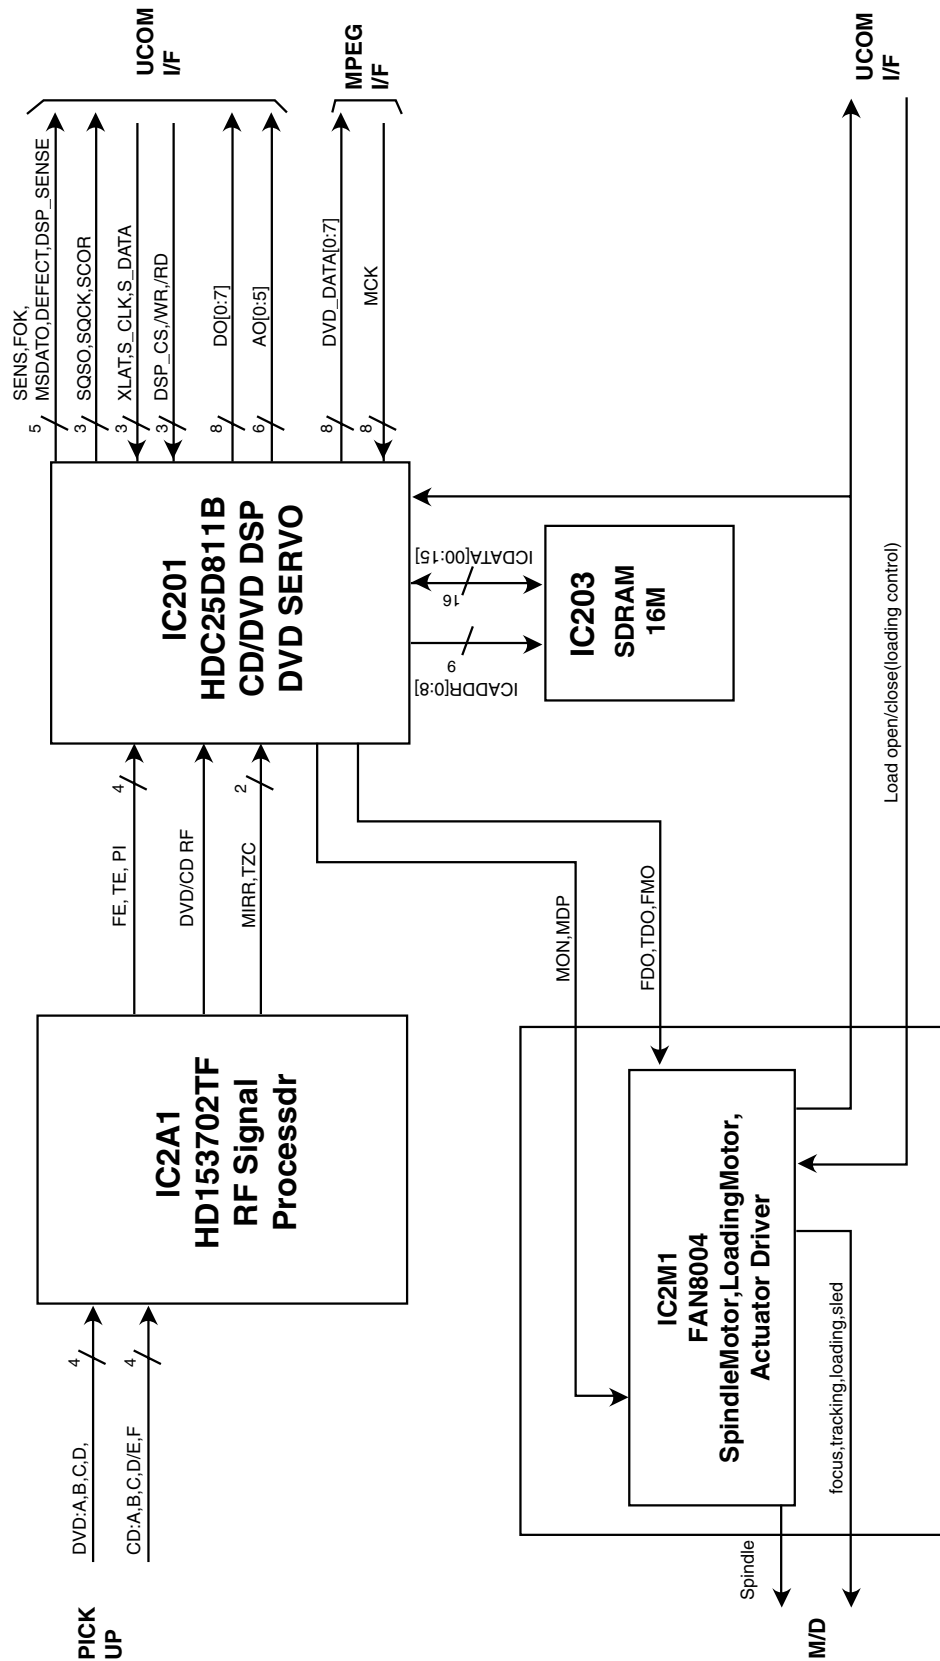 PICK
UP
DVD:A,B,C,D,
4
CD:A,B,C,D/E,F
4
IC2A1
HD153702TF
RF Signal
Processdr
FE, TE, PI
4
DVD/CD RF
MIRR,TZC
2
IC201
HDC25D811B
CD/DVD DSP
DVD SERVO
SENS,FOK,
MSDATO,DEFECT,DSP_SENSE
5
SQSO,SQCK,SCOR
3
XLAT,S_CLK,S_DATA
3
DSP_CS,/WR,/RD
3
DO[0:7]
8
AO[0:5]
6
UCOM
I/F
DVD_DATA[0:7]
8
MCK
8
MPEG
I/F
ICADDR[0:8]
9
ICDATA[00:15]
16
IC203
SDRAM
16M
MON,MDP
FDO,TDO,FMO
IC2M1
FAN8004
SpindleMotor,LoadingMotor,
Actuator Driver
Spindle
focus,tracking,loading,sled
M/D
Load open/close(loading control)
UCOM
I/F